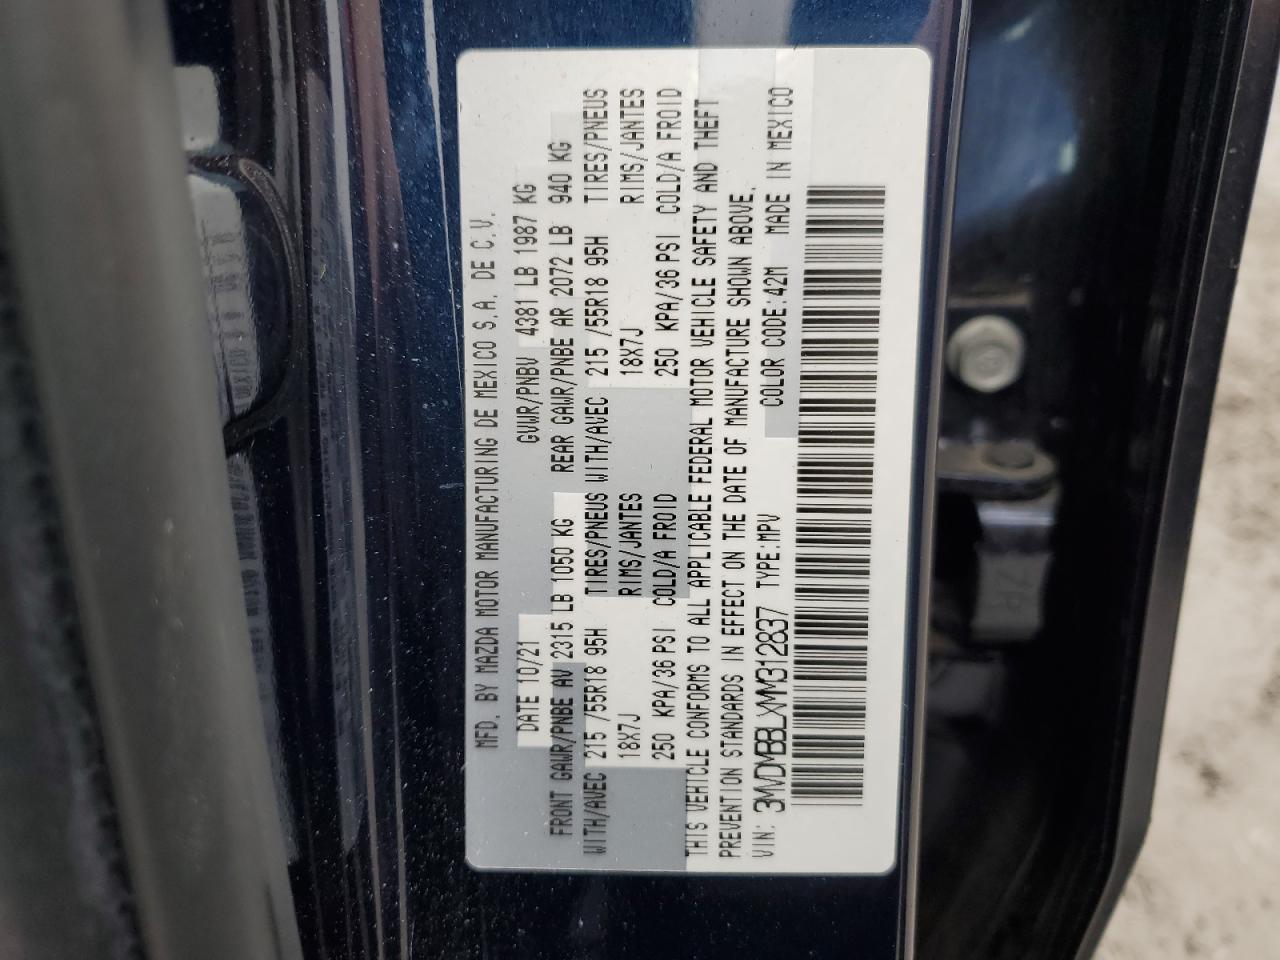 MFD. BY MAZDA MOTOR MANUFACTURING DE MEXICO S.A. DE C.V.
DATE 10/21 GVWR/PNBV 4381 LB 1987 KG
FRONT GAWR/PNBE AV 2315 LB 1050 KG REAR GAWR/PNBE AR 2072 LB 940 KG
WITH/AVEC 215 /55R18 95H TIRES/PNEUS WITH/AVEC 215 /55R18 95H TIRES/PNEUS
18X7J RIMS/JANTES 18X7J RIMS/JANTES
250 KPA/36 PSI COLD/A FROID 250 KPA/36 PSI COLD/A FROID
THIS VEHICLE CONFORMS TO ALL APPLICABLE FEDERAL MOTOR VEHICLE SAFETY AND THEFT
PREVENTION STANDARDS IN EFFECT ON THE DATE OF MANUFACTURE SHOWN ABOVE.
VIN: 3MVDMBBLXNM312837 TYPE:MPV COLOR CODE:42M MADE IN MEXICO